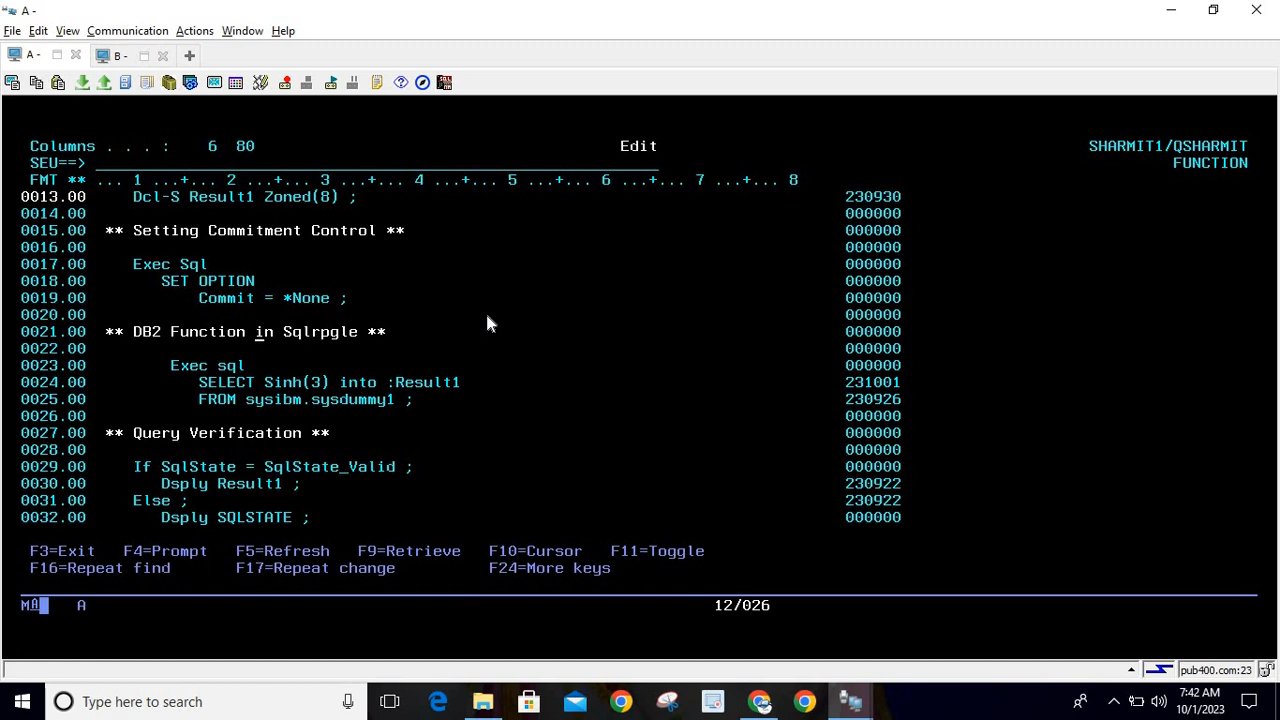 A -
File Edit View Communication Actions Window Help
A - B -
Columns . . . : 6 80 Edit SHARMIT1/QSHARMIT
SEU==> FUNCTION
FMT ** ... 1 ...+... 2 ...+... 3 ...+... 4 ...+... 5 ...+... 6 ...+... 7 ...+... 8
0013.00 Dcl-S Result1 Zoned(8) ; 230930
0014.00 000000
0015.00 ** Setting Commitment Control ** 000000
0016.00 000000
0017.00 Exec Sql 000000
0018.00 SET OPTION 000000
0019.00 Commit = *None ; 000000
0020.00 000000
0021.00 ** DB2 Function in Sqlrpgle ** 000000
0022.00 000000
0023.00 Exec sql 000000
0024.00 SELECT Sinh(3) into :Result1 231001
0025.00 FROM sysibm.sysdummy1 ; 230926
0026.00 000000
0027.00 ** Query Verification ** 000000
0028.00 000000
0029.00 If SqlState = SqlState_Valid ; 000000
0030.00 Dsply Result1 ; 230922
0031.00 Else ; 230922
0032.00 Dsply SQLSTATE ; 000000
F3=Exit F4=Prompt F5=Refresh F9=Retrieve F10=Cursor F11=Toggle
F16=Repeat find F17=Repeat change F24=More keys
A 12/026
pub400.com:23
Type here to search
7:42 AM
10/1/2023